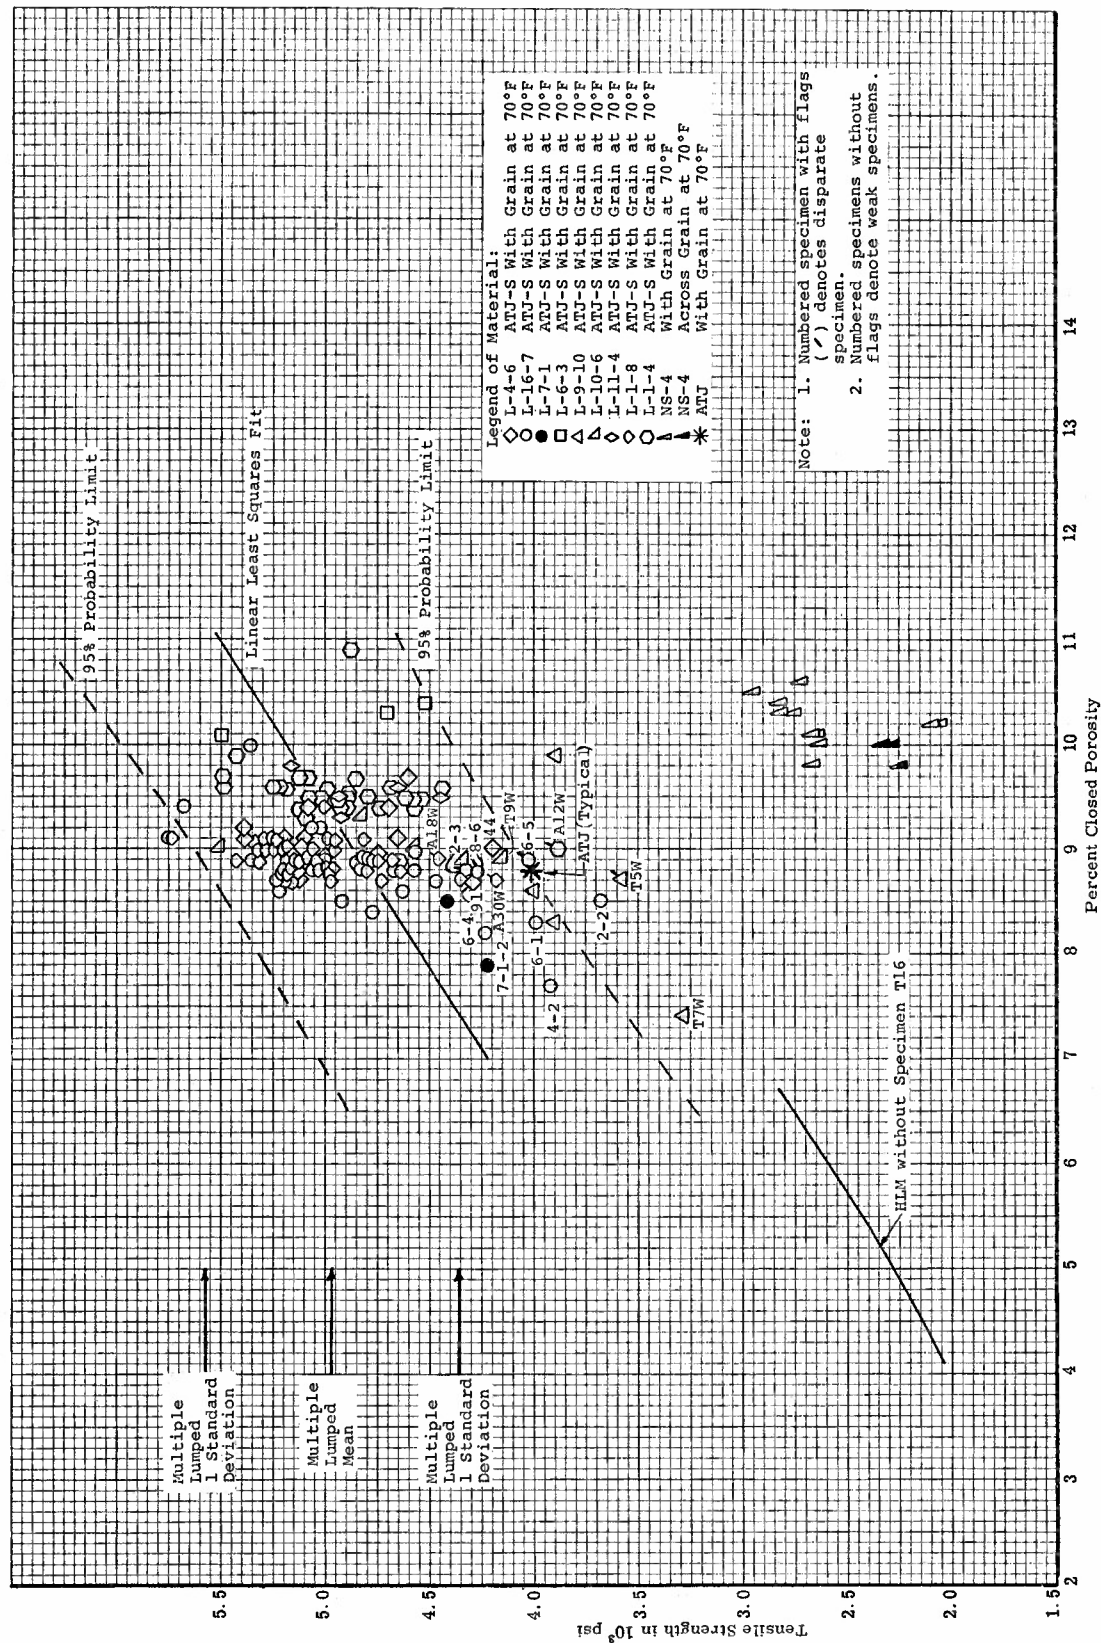 95% Probability Limit
Linear Least Squares Fit
95% Probability Limit
Multiple
Lumped
1 Standard
Deviation
Multiple
Lumped
Mean
Multiple
Lumped
1 Standard
Deviation
Legend of Material:
L-4-6 ATJ-S With Grain at 70°F
L-16-7 ATJ-S With Grain at 70°F
L-7-1 ATJ-S With Grain at 70°F
L-6-3 ATJ-S With Grain at 70°F
L-9-10 ATJ-S With Grain at 70°F
L-10-6 ATJ-S With Grain at 70°F
L-11-4 ATJ-S With Grain at 70°F
L-1-8 ATJ-S With Grain at 70°F
L-1-4 ATJ-S With Grain at 70°F
NS-4 With Grain at 70°F
NS-4 Across Grain at 70°F
ATJ With Grain at 70°F
Note: 1. Numbered specimen with flags
(✓) denotes disparate
specimen.
2. Numbered specimens without
flags denote weak specimens.
A18W
2-3
8-6
44
T9W
91
6-4
A30W
7-1-2
6-5
A12W
ATJ(Typical)
6-1
4-2
2-2
T5W
T7W
HLM without Specimen T16
5.5
5.0
4.5
4.0
3.5
3.0
2.5
2.0
1.5
Tensile Strength in 10³ psi
2 3 4 5 6 7 8 9 10 11 12 13 14
Percent Closed Porosity